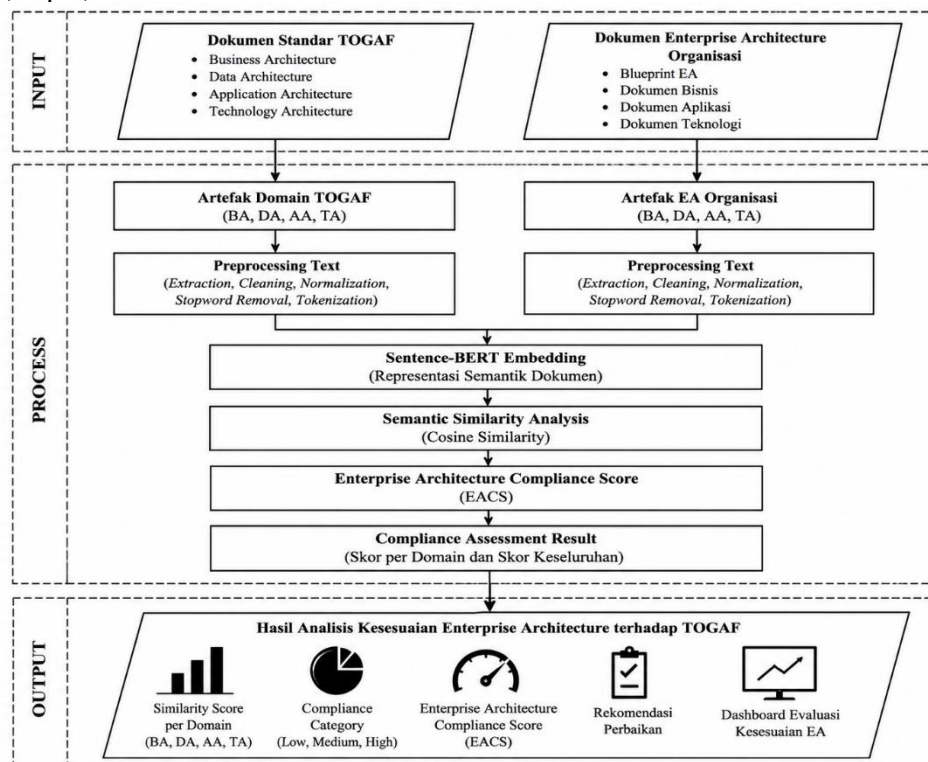 INPUT
Dokumen Standar TOGAF
• Business Architecture
• Data Architecture
• Application Architecture
• Technology Architecture
Dokumen Enterprise Architecture
Organisasi
• Blueprint EA
• Dokumen Bisnis
• Dokumen Aplikasi
• Dokumen Teknologi
PROCESS
Artefak Domain TOGAF
(BA, DA, AA, TA)
Artefak EA Organisasi
(BA, DA, AA, TA)
Preprocessing Text
(Extraction, Cleaning, Normalization,
Stopword Removal, Tokenization)
Preprocessing Text
(Extraction, Cleaning, Normalization,
Stopword Removal, Tokenization)
Sentence-BERT Embedding
(Representasi Semantik Dokumen)
Semantic Similarity Analysis
(Cosine Similarity)
Enterprise Architecture Compliance Score
(EACS)
Compliance Assessment Result
(Skor per Domain dan Skor Keseluruhan)
OUTPUT
Hasil Analisis Kesesuaian Enterprise Architecture terhadap TOGAF
Similarity Score
per Domain
(BA, DA, AA, TA)
Compliance
Category
(Low, Medium, High)
Enterprise Architecture
Compliance Score
(EACS)
Rekomendasi
Perbaikan
Dashboard Evaluasi
Kesesuaian EA